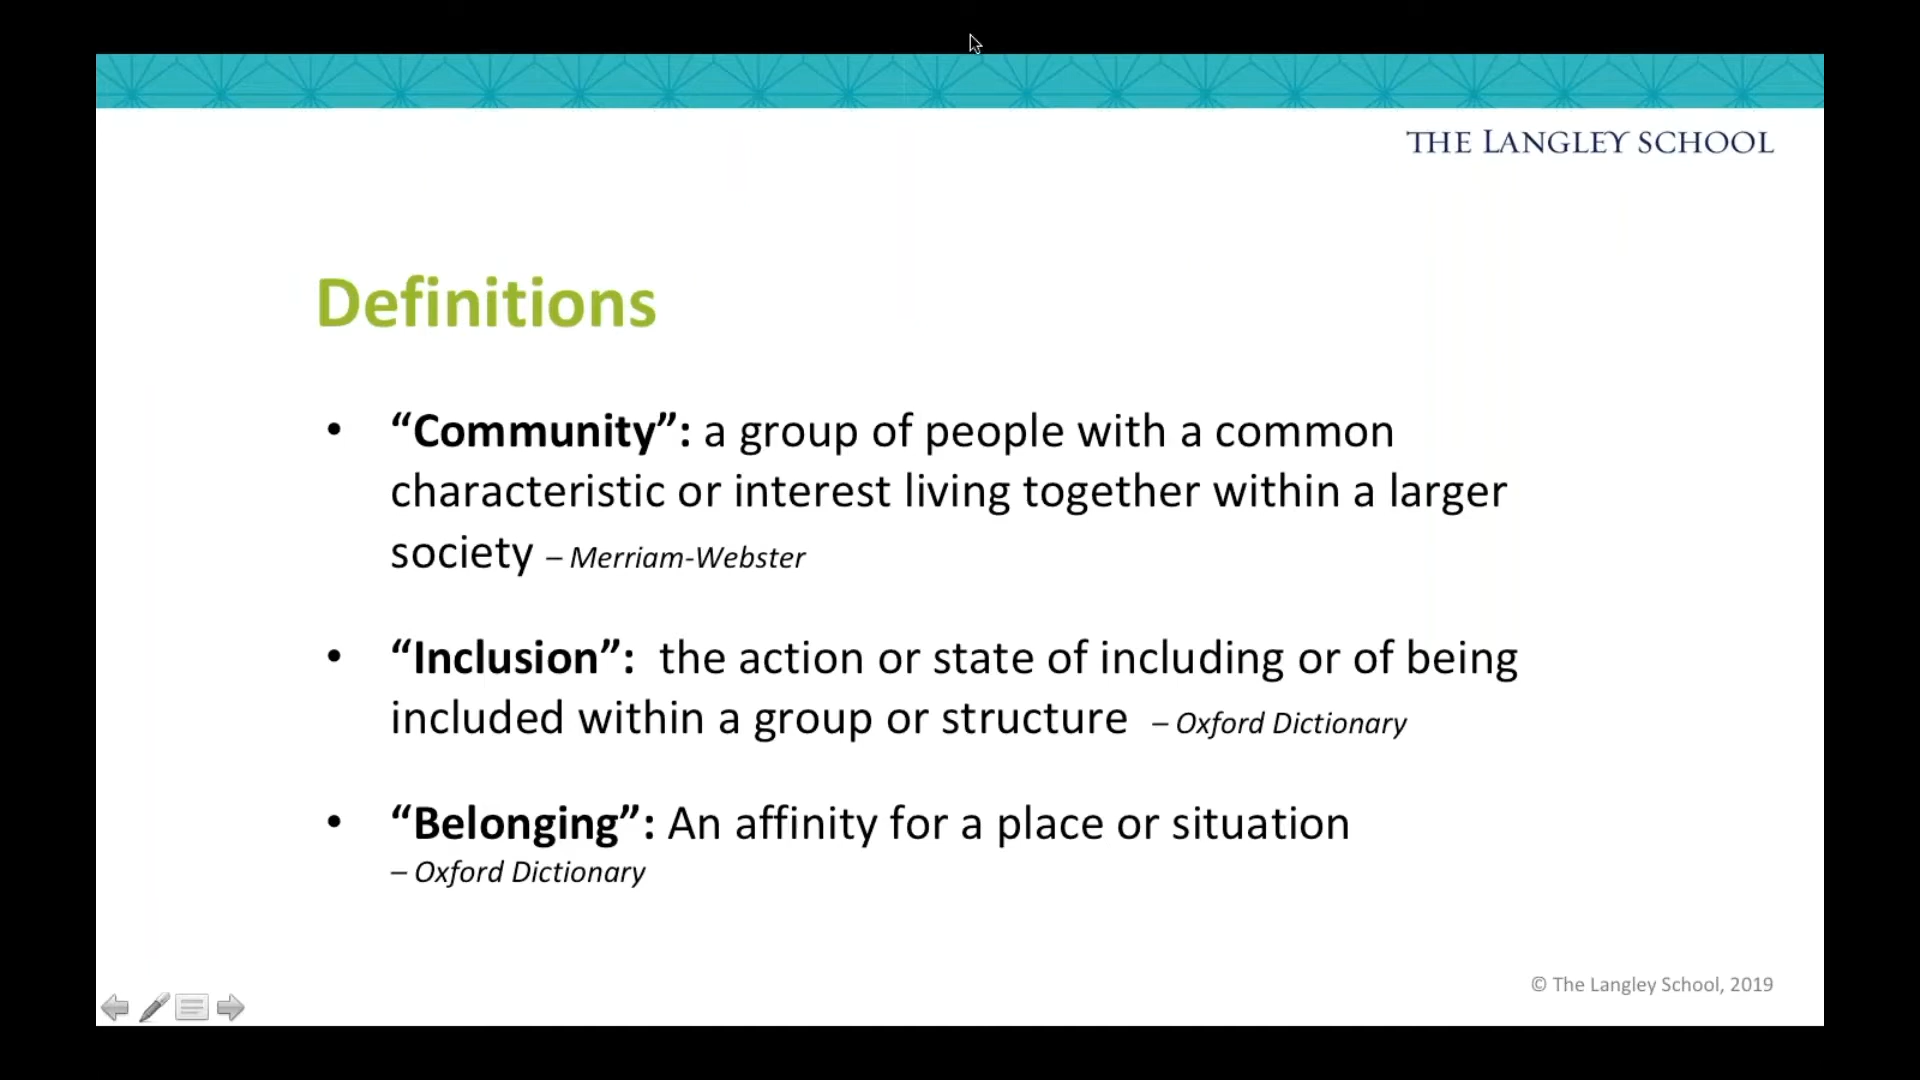 THE LANGLEY SCHOOL
Definitions
• “Community”: a group of people with a common
characteristic or interest living together within a larger
society – Merriam-Webster
• “Inclusion”:  the action or state of including or of being
included within a group or structure  – Oxford Dictionary
• “Belonging”: An affinity for a place or situation
– Oxford Dictionary
© The Langley School, 2019